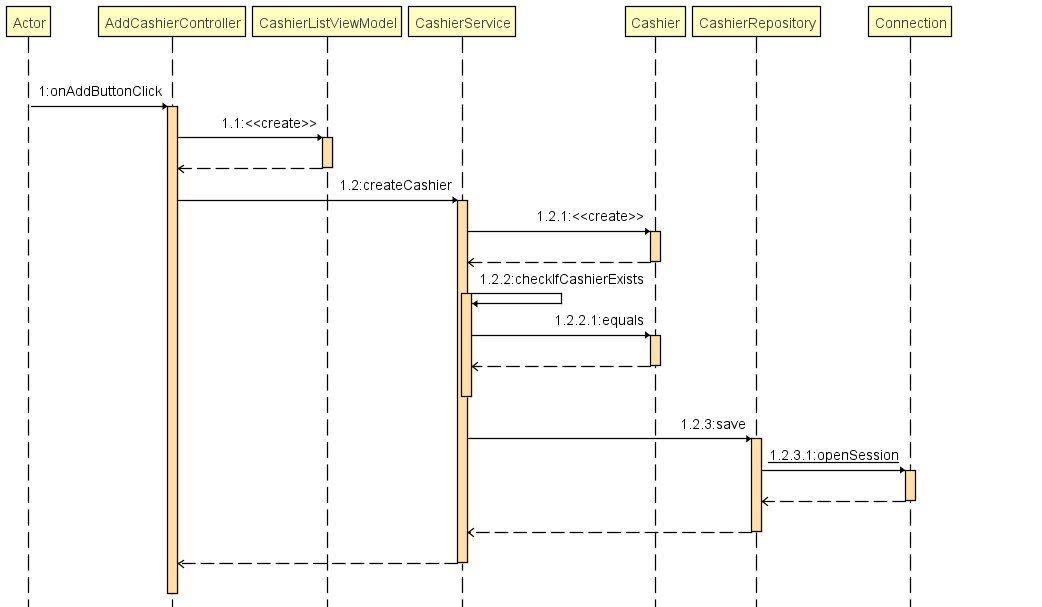 Actor
AddCashierController
CashierListViewModel
CashierService
Cashier
CashierRepository
Connection
1:onAddButtonClick
1.1:<<create>>
1.2:createCashier
1.2.1:<<create>>
1.2.2:checkIfCashierExists
1.2.2.1:equals
1.2.3:save
1.2.3.1:openSession